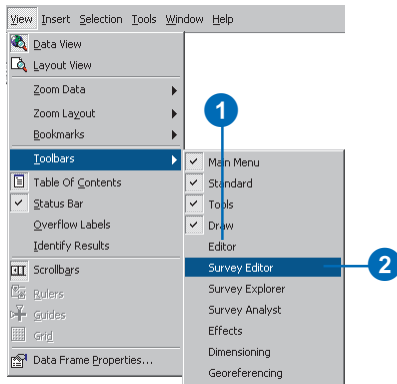 View Insert Selection Tools Window Help
Data View
Layout View
Zoom Data
Zoom Layout
Bookmarks
Toolbars
Table Of Contents
Status Bar
Overflow Labels
Identify Results
Scrollbars
Rulers
Guides
Grid
Data Frame Properties...
1
Main Menu
Standard
Tools
Draw
Editor
Survey Editor
2
Survey Explorer
Survey Analyst
Effects
Dimensioning
Georeferencing